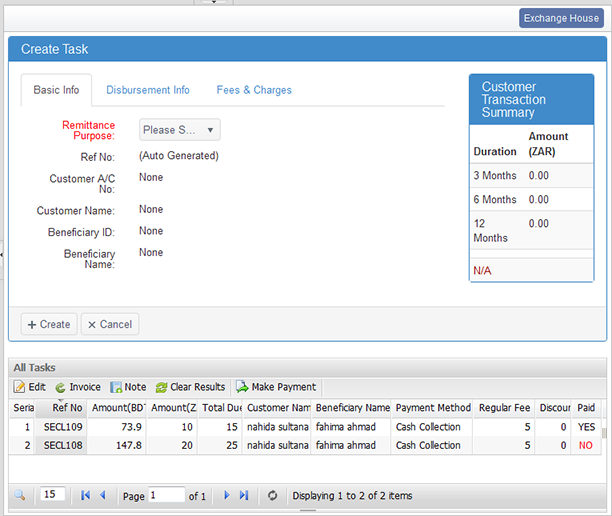 Exchange House
Create Task
Basic Info Disbursement Info Fees & Charges
Remittance
Purpose:
Please S...
Ref No: (Auto Generated)
Customer A/C
No:
None
Customer Name: None
Beneficiary ID: None
Beneficiary
Name:
None
Create Cancel
Customer
Transaction
Summary
Duration Amount
(ZAR)
3 Months 0.00
6 Months 0.00
12
Months
0.00
N/A
All Tasks
Edit Invoice Note Clear Results Make Payment
Seria Ref No Amount(BD Amount(Z Total Due Customer Nam Beneficiary Name Payment Method Regular Fee Discour Paid
1 SECL109 73.9 10 15 nahida sultana fahima ahmad Cash Collection 5 0 YES
2 SECL108 147.8 20 25 nahida sultana fahima ahmad Cash Collection 5 0 NO
15 Page 1 of 1 Displaying 1 to 2 of 2 items